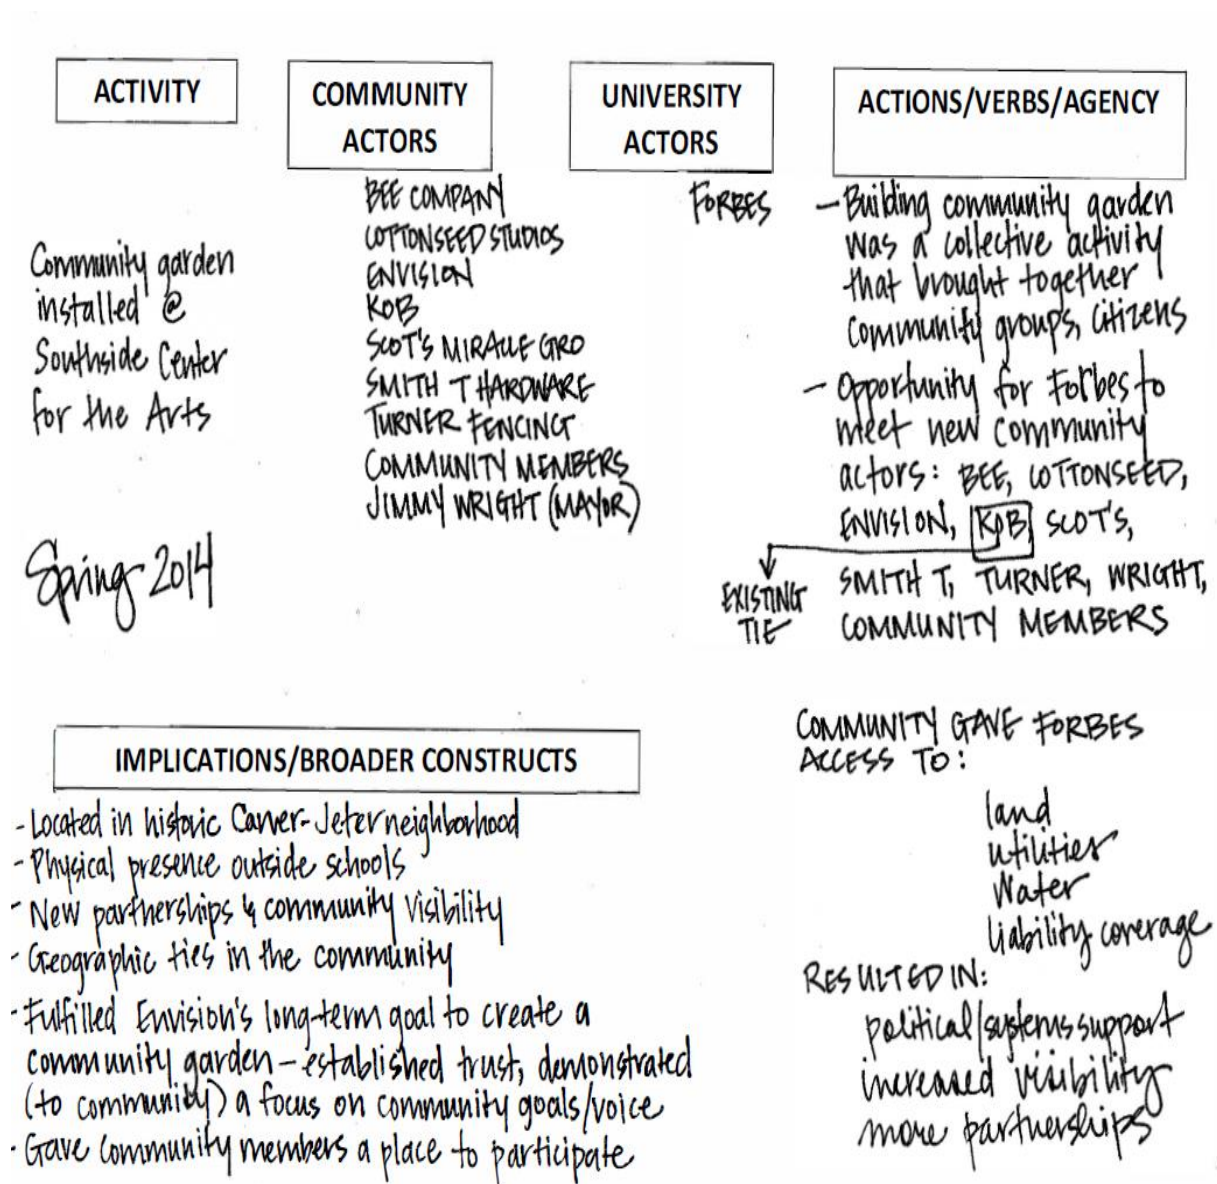 ACTIVITY
COMMUNITY
ACTORS
UNIVERSITY
ACTORS
ACTIONS/VERBS/AGENCY
Community garden
installed @
Southside Center
for the Arts
Spring 2014
BEE COMPANY
COTTONSEED STUDIOS
ENVISION
KOB
SCOT'S MIRACLE GRO
SMITH T HARDWARE
TURNER FENCING
COMMUNITY MEMBERS
JIMMY WRIGHT (MAYOR)
FORBES
- Building community garden
was a collective activity
that brought together
community groups, citizens
- Opportunity for Forbes to
meet new community
actors: BEE, COTTONSEED,
ENVISION, KOB, SCOT'S,
SMITH T, TURNER, WRIGHT,
COMMUNITY MEMBERS
EXISTING
TIE
COMMUNITY GAVE FORBES
ACCESS TO:
land
utilities
Water
liability coverage
RESULTED IN:
political/systems support
increased visibility
more partnerships
IMPLICATIONS/BROADER CONSTRUCTS
- Located in historic Carver-Jeter neighborhood
- Physical presence outside schools
- New partnerships & community visibility
- Geographic ties in the community
- Fulfilled Envision's long-term goal to create a
community garden - established trust, demonstrated
(to community) a focus on community goals/voice
- Gave community members a place to participate